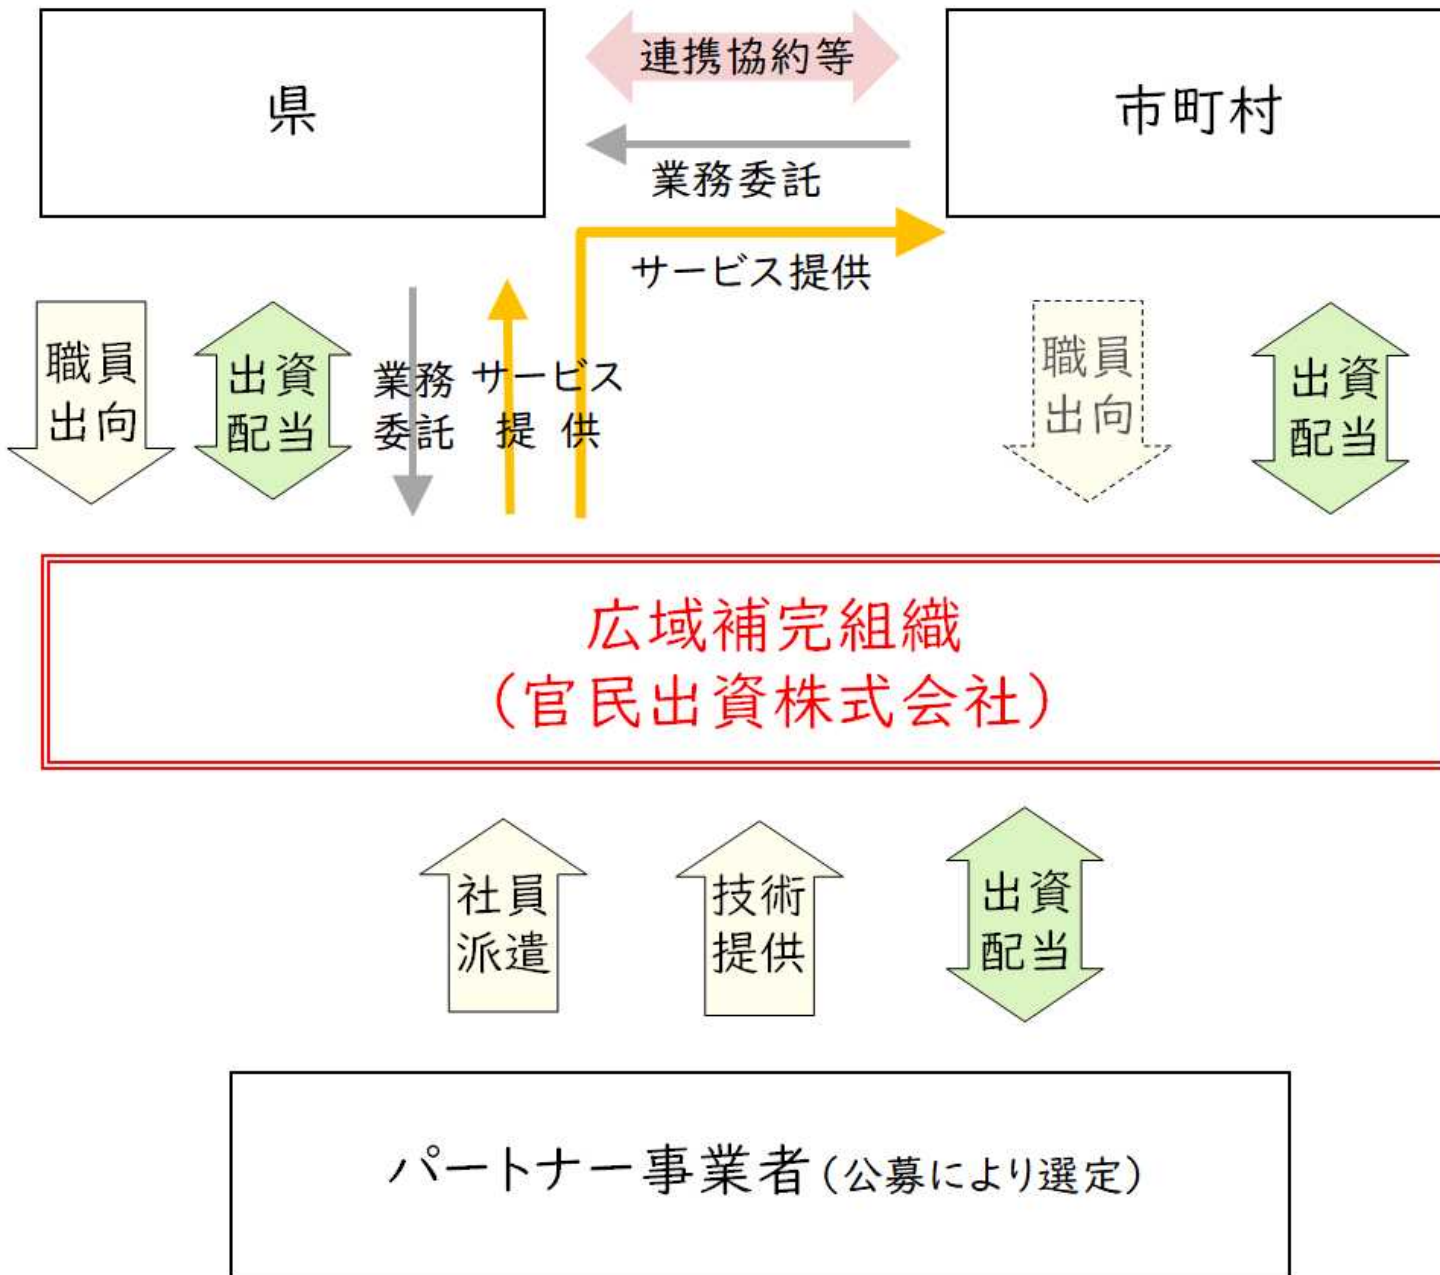 県
連携協約等
市町村
業務委託
サービス提供
職員
出向
出資
配当
業務
委託
サービス
提 供
職員
出向
出資
配当
広域補完組織
（官民出資株式会社）
社員
派遣
技術
提供
出資
配当
パートナー事業者（公募により選定）